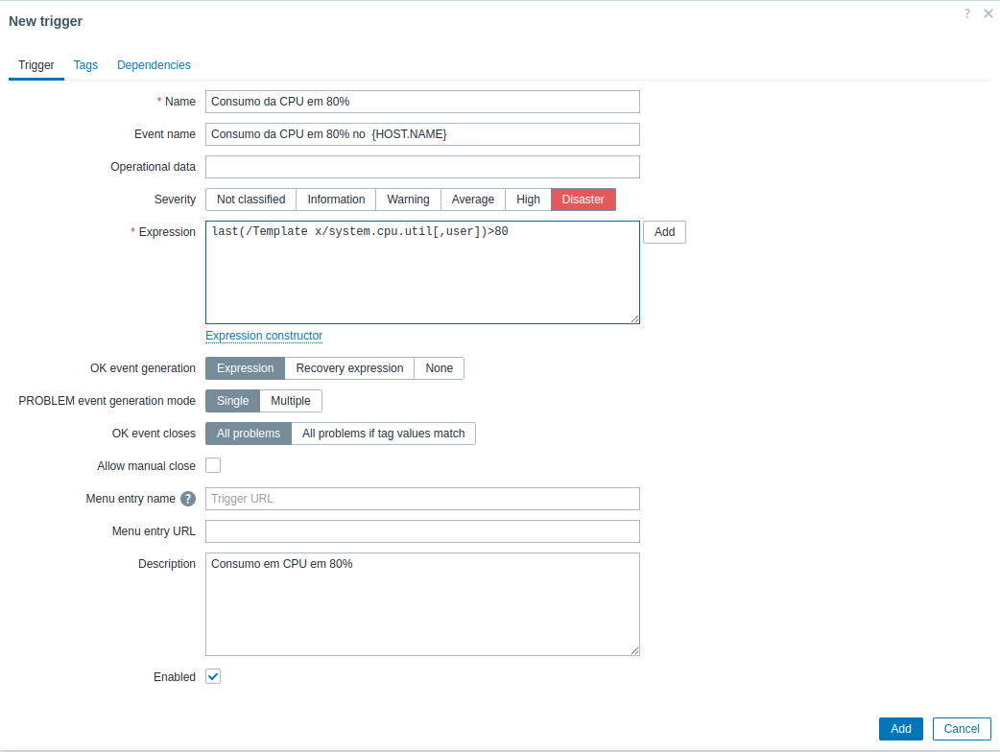 New trigger
? ×
Trigger Tags Dependencies
* Name Consumo da CPU em 80%
Event name Consumo da CPU em 80% no  {HOST.NAME}
Operational data
Severity Not classified Information Warning Average High Disaster
* Expression last(/Template x/system.cpu.util[,user])>80 Add
Expression constructor
OK event generation Expression Recovery expression None
PROBLEM event generation mode Single Multiple
OK event closes All problems All problems if tag values match
Allow manual close
Menu entry name ? Trigger URL
Menu entry URL
Description Consumo em CPU em 80%
Enabled
Add Cancel